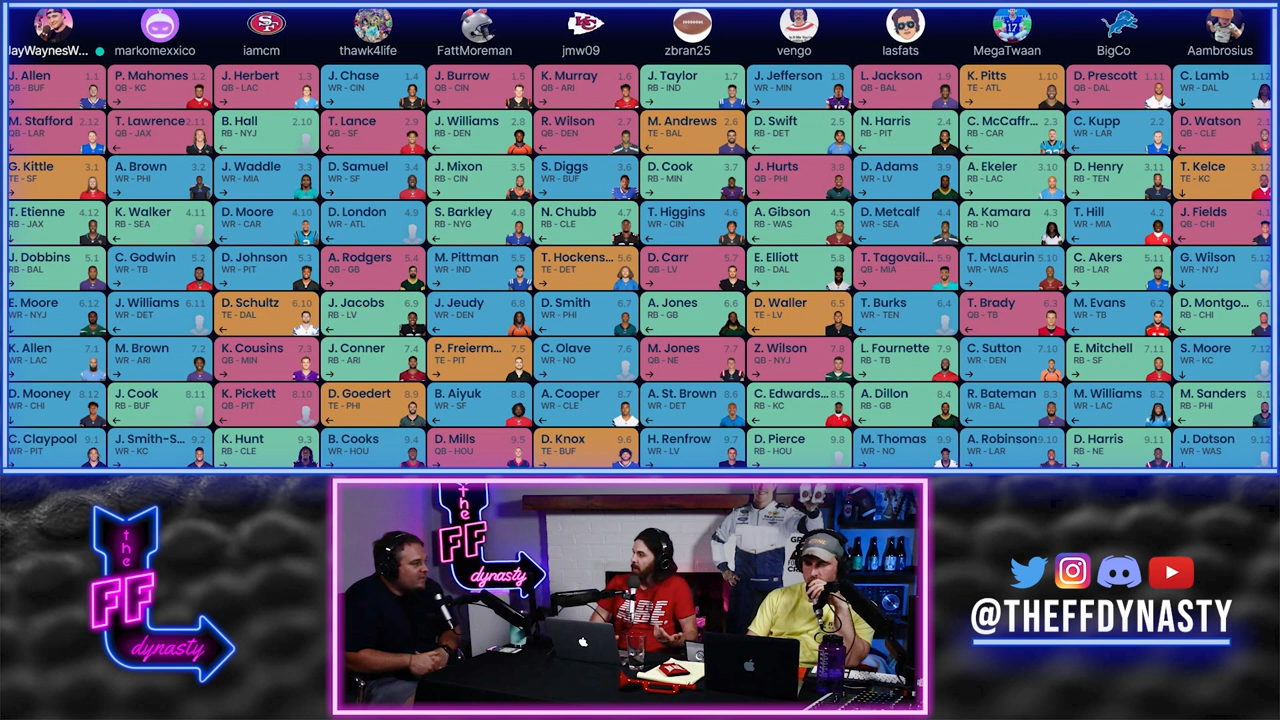 JayWaynesW... markomexxico iamcm thawk4life FattMoreman jmw09 zbran25 vengo lasfats MegaTwaan BigCo Aambrosius
J. Allen 1.1 P. Mahomes 1.2 J. Herbert 1.3 J. Chase 1.4 J. Burrow 1.5 K. Murray 1.6 J. Taylor 1.7 J. Jefferson 1.8 L. Jackson 1.9 K. Pitts 1.10 D. Prescott 1.11 C. Lamb 1.12
QB - BUF QB - KC QB - LAC WR - CIN QB - CIN QB - ARI RB - IND WR - MIN QB - BAL TE - ATL QB - DAL WR - DAL
M. Stafford 2.12 T. Lawrence 2.11 B. Hall 2.10 T. Lance 2.9 J. Williams 2.8 R. Wilson 2.7 M. Andrews 2.6 D. Swift 2.5 N. Harris 2.4 C. McCaffr... 2.3 C. Kupp 2.2 D. Watson 2.1
QB - LAR QB - JAX RB - NYJ QB - SF RB - DEN QB - DEN TE - BAL RB - DET RB - PIT RB - CAR WR - LAR QB - CLE
G. Kittle 3.1 A. Brown 3.2 J. Waddle 3.3 D. Samuel 3.4 J. Mixon 3.5 S. Diggs 3.6 D. Cook 3.7 J. Hurts 3.8 D. Adams 3.9 A. Ekeler 3.10 D. Henry 3.11 T. Kelce 3.12
TE - SF WR - PHI WR - MIA WR - SF RB - CIN WR - BUF RB - MIN QB - PHI WR - LV RB - LAC RB - TEN TE - KC
T. Etienne 4.12 K. Walker 4.11 D. Moore 4.10 D. London 4.9 S. Barkley 4.8 N. Chubb 4.7 T. Higgins 4.6 A. Gibson 4.5 D. Metcalf 4.4 A. Kamara 4.3 T. Hill 4.2 J. Fields 4.1
RB - JAX RB - SEA WR - CAR WR - ATL RB - NYG RB - CLE WR - CIN RB - WAS WR - SEA RB - NO WR - MIA QB - CHI
J. Dobbins 5.1 C. Godwin 5.2 D. Johnson 5.3 A. Rodgers 5.4 M. Pittman 5.5 T. Hockens... 5.6 D. Carr 5.7 E. Elliott 5.8 T. Tagovail... 5.9 T. McLaurin 5.10 C. Akers 5.11 G. Wilson 5.12
RB - BAL WR - TB WR - PIT QB - GB WR - IND TE - DET QB - LV RB - DAL QB - MIA WR - WAS RB - LAR WR - NYJ
E. Moore 6.12 J. Williams 6.11 D. Schultz 6.10 J. Jacobs 6.9 J. Jeudy 6.8 D. Smith 6.7 A. Jones 6.6 D. Waller 6.5 T. Burks 6.4 T. Brady 6.3 M. Evans 6.2 D. Montgo... 6.1
WR - NYJ WR - DET TE - DAL RB - LV WR - DEN WR - PHI RB - GB TE - LV WR - TEN QB - TB WR - TB RB - CHI
K. Allen 7.1 M. Brown 7.2 K. Cousins 7.3 J. Conner 7.4 P. Freierm... 7.5 C. Olave 7.6 M. Jones 7.7 Z. Wilson 7.8 L. Fournette 7.9 C. Sutton 7.10 E. Mitchell 7.11 S. Moore 7.12
WR - LAC WR - ARI QB - MIN RB - ARI TE - PIT WR - NO QB - NE QB - NYJ RB - TB WR - DEN RB - SF WR - KC
D. Mooney 8.12 J. Cook 8.11 K. Pickett 8.10 D. Goedert 8.9 B. Aiyuk 8.8 A. Cooper 8.7 A. St. Brown 8.6 C. Edwards... 8.5 A. Dillon 8.4 R. Bateman 8.3 M. Williams 8.2 M. Sanders 8.1
WR - CHI RB - BUF QB - PIT TE - PHI WR - SF WR - CLE WR - DET RB - KC RB - GB WR - BAL WR - LAC RB - PHI
C. Claypool 9.1 J. Smith-S... 9.2 K. Hunt 9.3 B. Cooks 9.4 D. Mills 9.5 D. Knox 9.6 H. Renfrow 9.7 D. Pierce 9.8 M. Thomas 9.9 A. Robinson 9.10 D. Harris 9.11 J. Dotson 9.12
WR - PIT WR - KC RB - CLE WR - HOU QB - HOU TE - BUF WR - LV RB - HOU WR - NO WR - LAR RB - NE WR - WAS
the
FF
dynasty
the
FF
dynasty
@THEFFDYNASTY